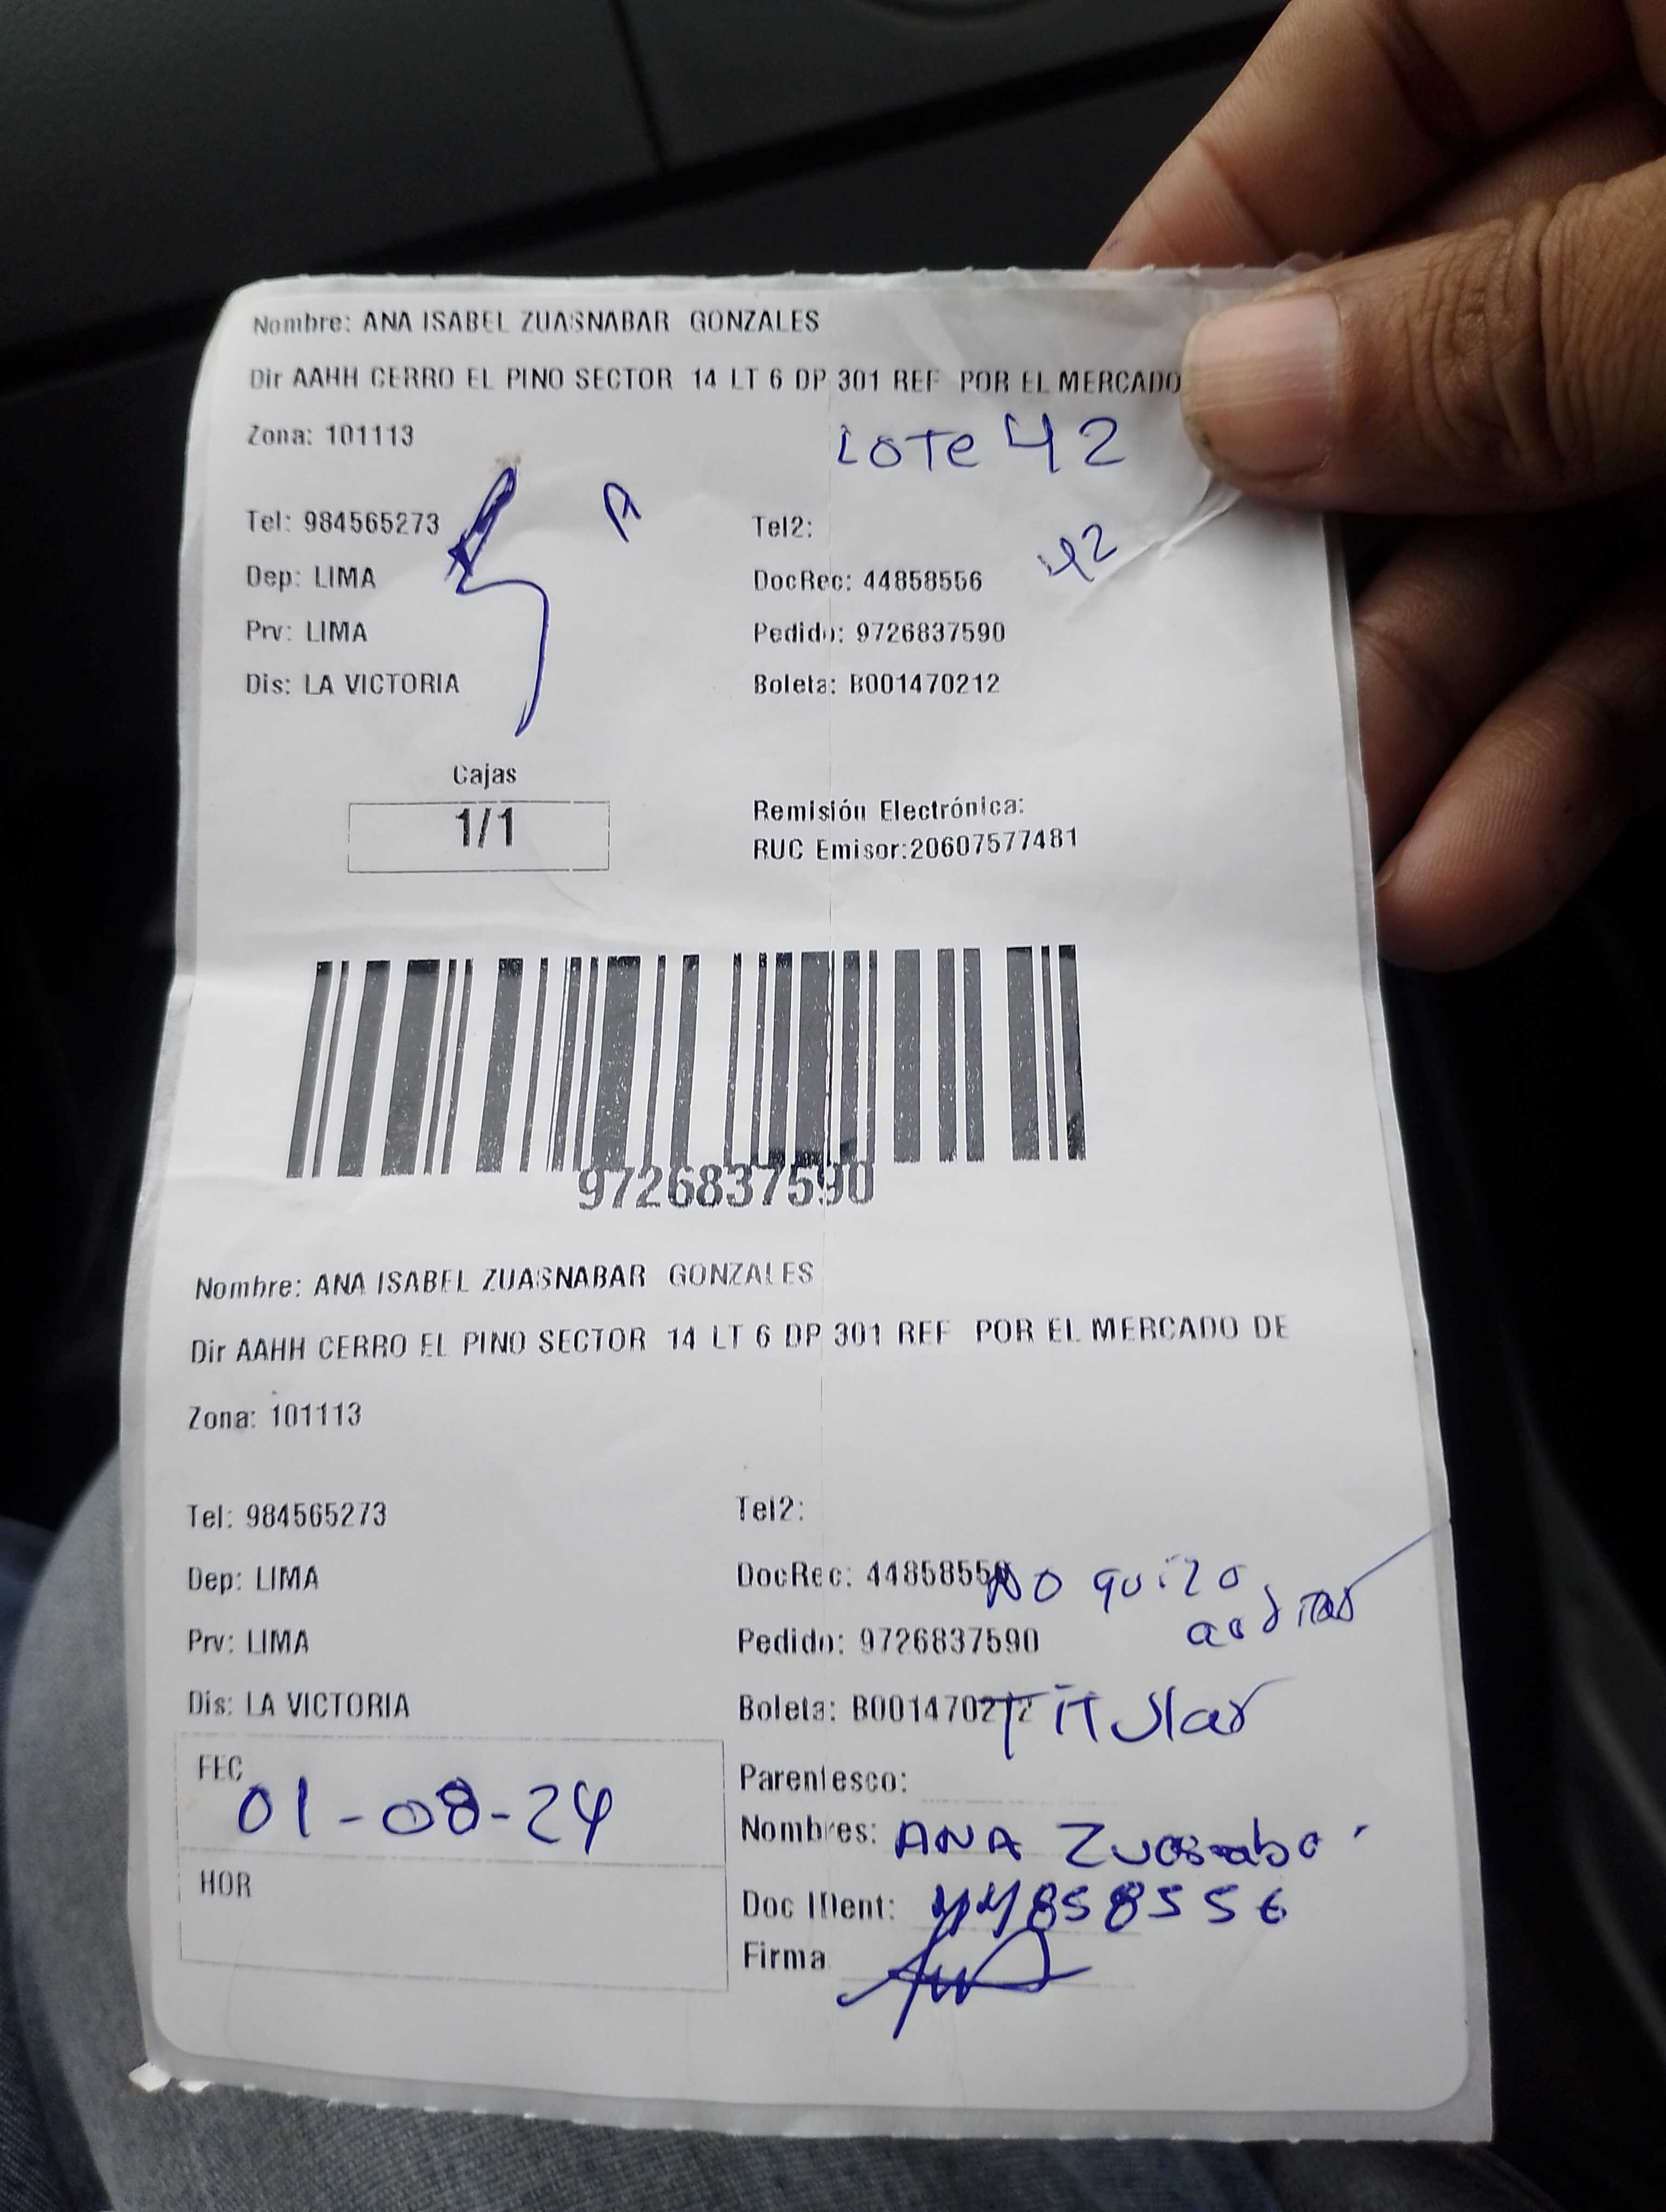 Nombre: ANA ISABEL ZUASNABAR GONZALES
Dir AAHH CERRO EL PINO SECTOR 14 LT 6 DP 301 REF POR EL MERCADO
Zona: 101113
LOTE 42
Tel: 984565273
A
Tel2:
42
Dep: LIMA
DocRec: 44858556
Prv: LIMA
Pedido: 9726837590
Dis: LA VICTORIA
Boleta: B001470212
Cajas
1/1
Remisión Electrónica:
RUC Emisor:20607577481
9726837590
Nombre: ANA ISABEL ZUASNABAR GONZALES
Dir AAHH CERRO EL PINO SECTOR 14 LT 6 DP 301 REF POR EL MERCADO DE
Zona: 101113
Tel: 984565273
Tel2:
Dep: LIMA
DocRec: 44858556
NO quizo
Prv: LIMA
Pedido: 9726837590
Dis: LA VICTORIA
Boleta: B001470212
TiTular
FEC
01-08-24
Parentesco:
Nombres: ANA
HOR
Doc IDent: 44858556
Firma